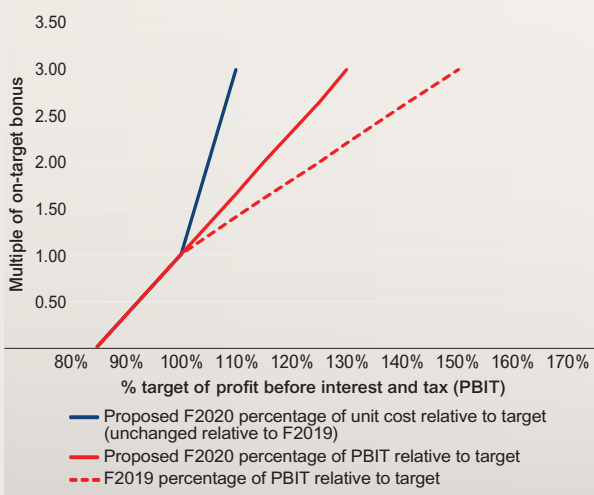 3.50
3.00
2.50
2.00
1.50
1.00
0.50
Multiple of on-target bonus
80% 90% 100% 110% 120% 130% 140% 150% 160% 170%
% target of profit before interest and tax (PBIT)
Proposed F2020 percentage of unit cost relative to target
(unchanged relative to F2019)
Proposed F2020 percentage of PBIT relative to target
F2019 percentage of PBIT relative to target